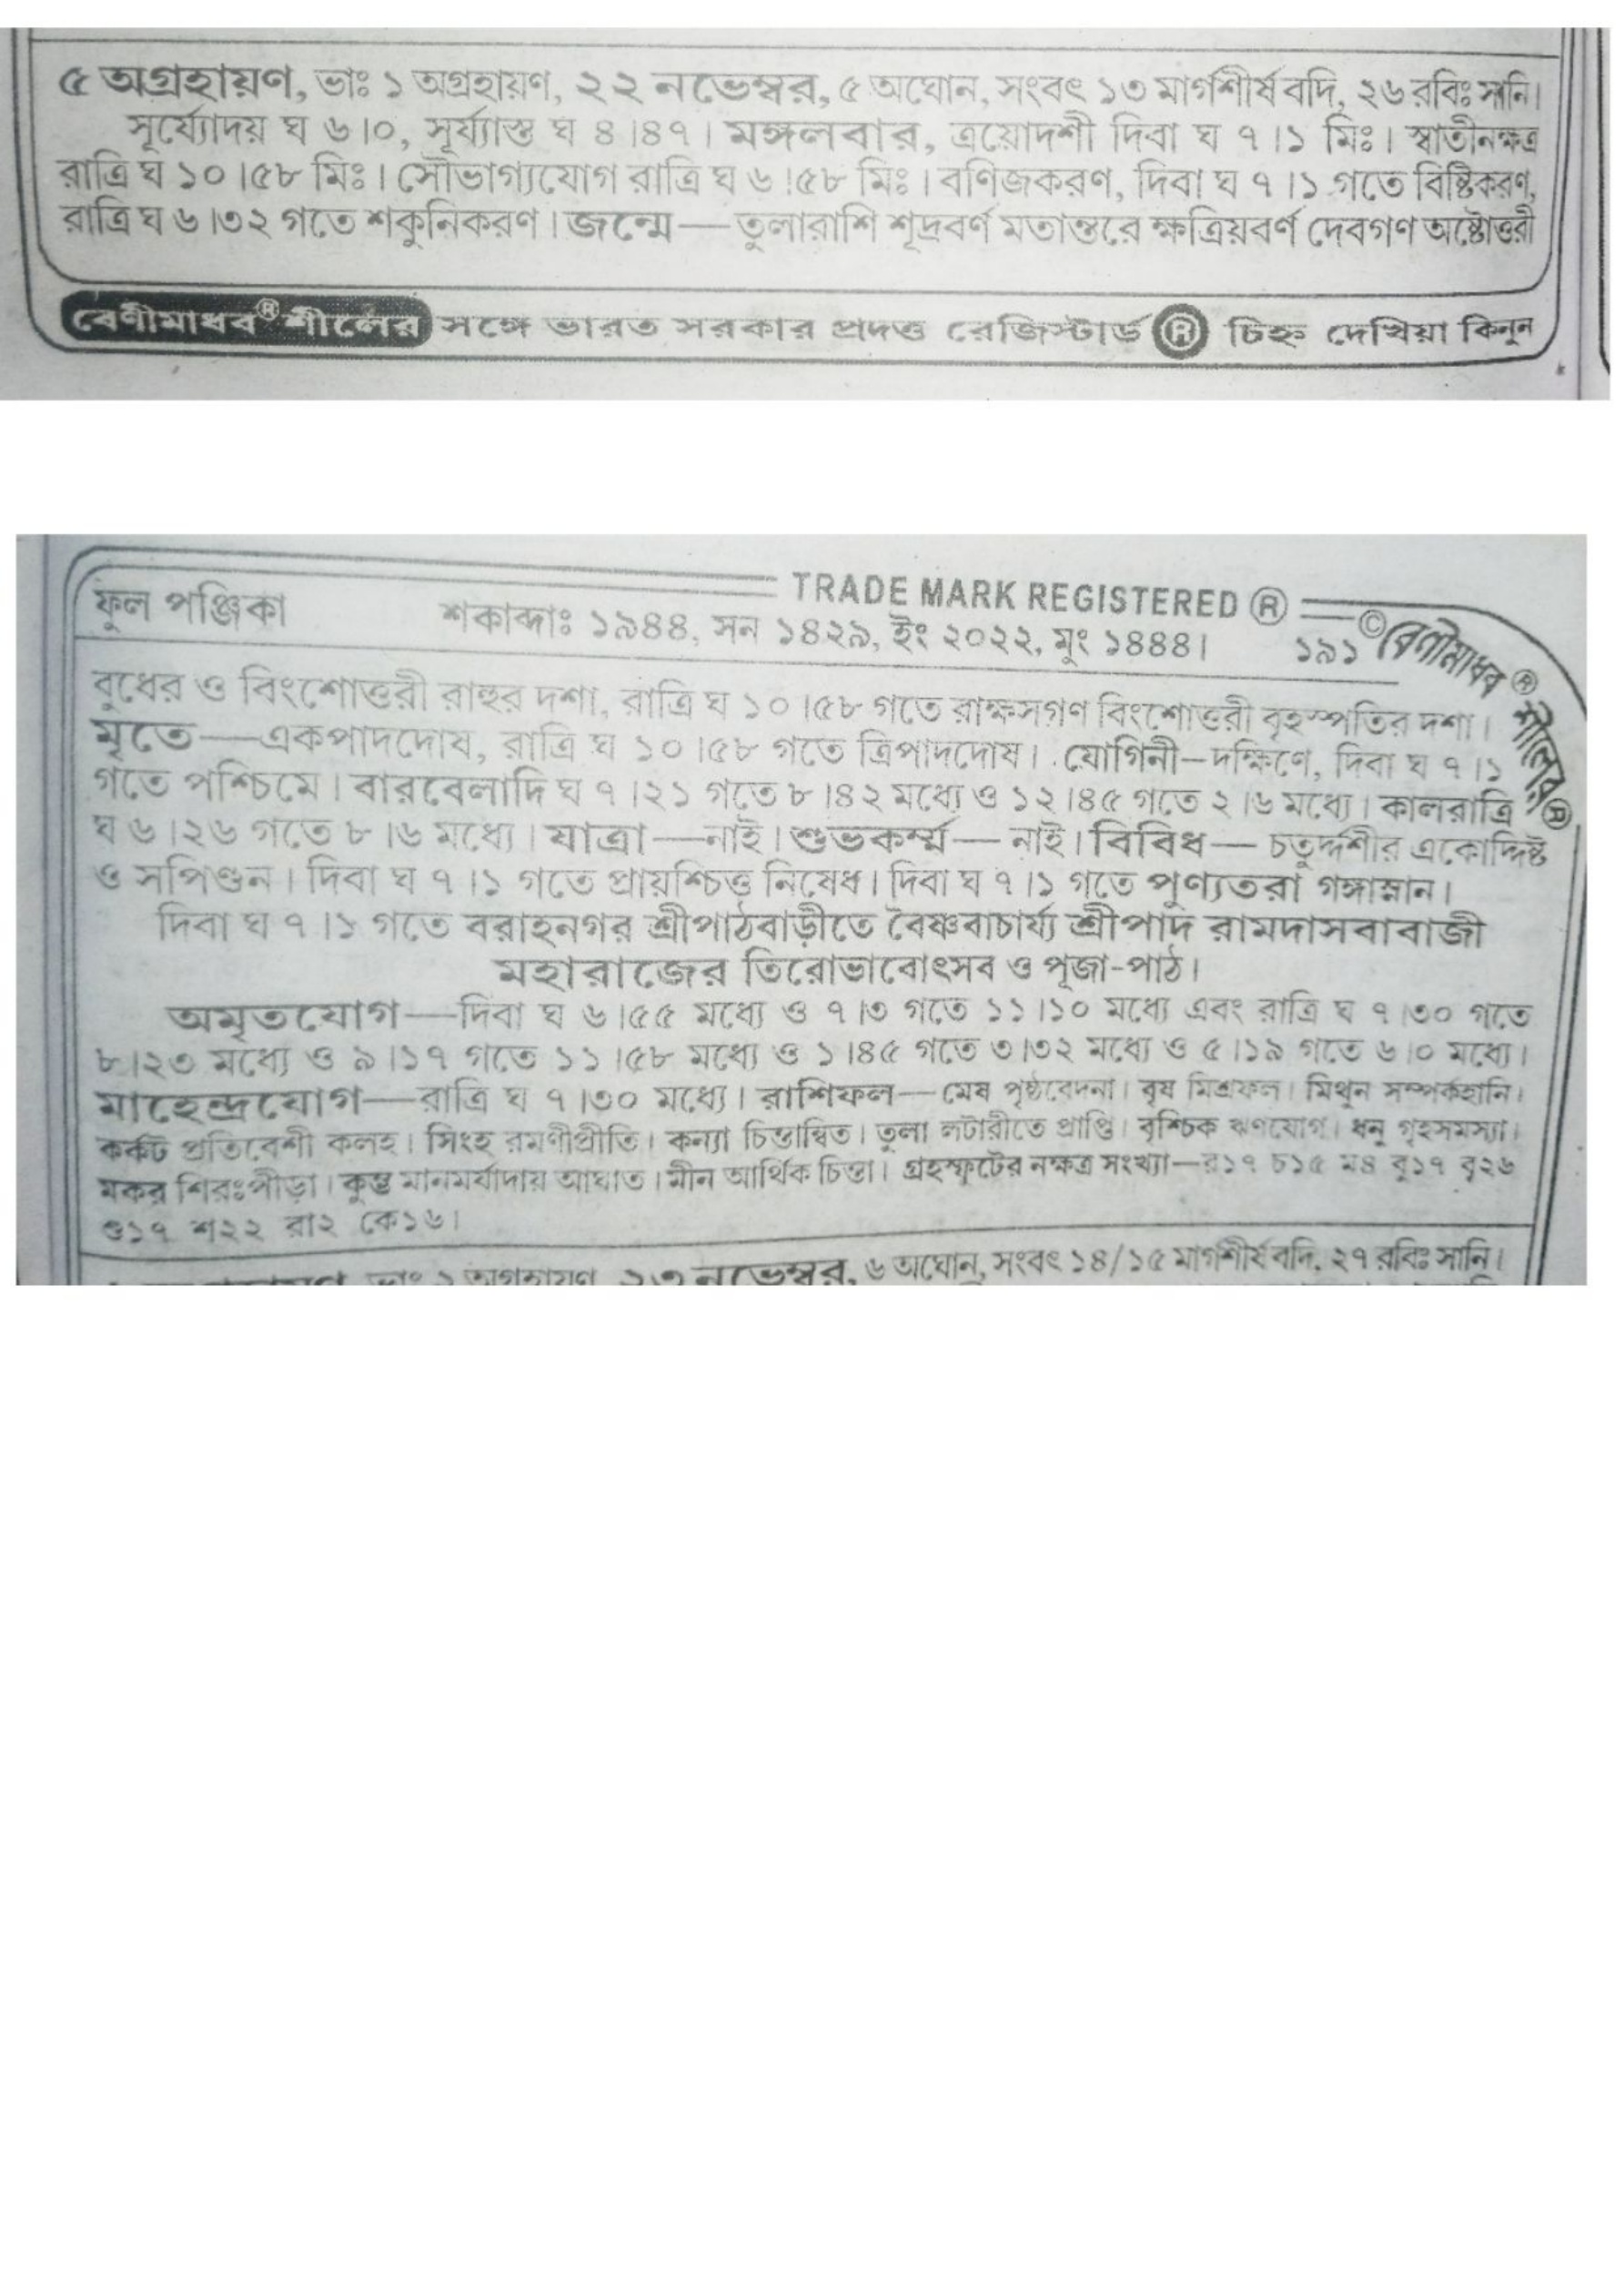 ৫ অগ্রহায়ণ, ভাঃ ১ অগ্রহায়ণ, ২২ নভেম্বর, ৫ অঘোন, সংবৎ ১৩ মার্গশীর্ষ বদি, ২৬ রবিঃ সানি।
সূর্য্যোদয় ঘ ৬।০, সূর্য্যাস্ত ঘ ৪।৪৭। মঙ্গলবার, ত্রয়োদশী দিবা ঘ ৭।১ মিঃ। স্বাতীনক্ষত্র
রাত্রি ঘ ১০।৫৮ মিঃ। সৌভাগ্যযোগ রাত্রি ঘ ৬।৫৮ মিঃ। বণিজকরণ, দিবা ঘ ৭।১ গতে বিষ্টিকরণ,
রাত্রি ঘ ৬।৩২ গতে শকুনিকরণ। জন্মে—তুলারাশি শূদ্রবর্ণ মতান্তরে ক্ষত্রিয়বর্ণ দেবগণ অষ্টোত্তরী
বেণীমাধব® শীলের সঙ্গে ভারত সরকার প্রদত্ত রেজিস্টার্ড ® চিহ্ন দেখিয়া কিনুন
TRADE MARK REGISTERED ®
ফুল পঞ্জিকা শকাব্দাঃ ১৯৪৪, সন ১৪২৯, ইং ২০২২, মুং ১৪৪৪। ১৯১ © বেণীমাধব ® শীলের ®
বুধের ও বিংশোত্তরী রাহুর দশা, রাত্রি ঘ ১০।৫৮ গতে রাক্ষসগণ বিংশোত্তরী বৃহস্পতির দশা।
মৃতে—একপাদদোষ, রাত্রি ঘ ১০।৫৮ গতে ত্রিপাদদোষ। যোগিনী—দক্ষিণে, দিবা ঘ ৭।১
গতে পশ্চিমে। বারবেলাদি ঘ ৭।২১ গতে ৮।৪২ মধ্যে ও ১২।৪৫ গতে ২।৬ মধ্যে। কালরাত্রি
ঘ ৬।২৬ গতে ৮।৬ মধ্যে। যাত্রা—নাই। শুভকর্ম্ম—নাই। বিবিধ—চতুর্দ্দশীর একোদ্দিষ্ট
ও সপিণ্ডন। দিবা ঘ ৭।১ গতে প্রায়শ্চিত্ত নিষেধ। দিবা ঘ ৭।১ গতে পুণ্যতরা গঙ্গাস্নান।
দিবা ঘ ৭।১ গতে বরাহনগর শ্রীপাঠবাড়ীতে বৈষ্ণবাচার্য্য শ্রীপাদ রামদাসবাবাজী
মহারাজের তিরোভাবোৎসব ও পূজা-পাঠ।
অমৃতযোগ—দিবা ঘ ৬।৫৫ মধ্যে ও ৭।৩ গতে ১১।১০ মধ্যে এবং রাত্রি ঘ ৭।৩০ গতে
৮।২৩ মধ্যে ও ৯।১৭ গতে ১১।৫৮ মধ্যে ও ১।৪৫ গতে ৩।৩২ মধ্যে ও ৫।১৯ গতে ৬।০ মধ্যে।
মাহেন্দ্রযোগ—রাত্রি ঘ ৭।৩০ মধ্যে। রাশিফল—মেষ পৃষ্ঠবেদনা। বৃষ মিশ্রফল। মিথুন সম্পর্কহানি।
কর্কট প্রতিবেশী কলহ। সিংহ রমণীপ্রীতি। কন্যা চিন্তান্বিত। তুলা লটারীতে প্রাপ্তি। বৃশ্চিক ঋণযোগ। ধনু গৃহসমস্যা।
মকর শিরঃপীড়া। কুম্ভ মানমর্যাদায় আঘাত। মীন আর্থিক চিন্তা। গ্রহস্ফুটের নক্ষত্র সংখ্যা—র১৭ চ১৫ ম৪ বু১৭ বৃ২৬
শু১৭ শ২২ রা২ কে১৬।
অগ্রহায়ণ, ভাঃ ২ অগ্রহায়ণ, ২৩ নভেম্বর, ৬ অঘোন, সংবৎ ১৪/১৫ মার্গশীর্ষ বদি, ২৭ রবিঃ সানি।